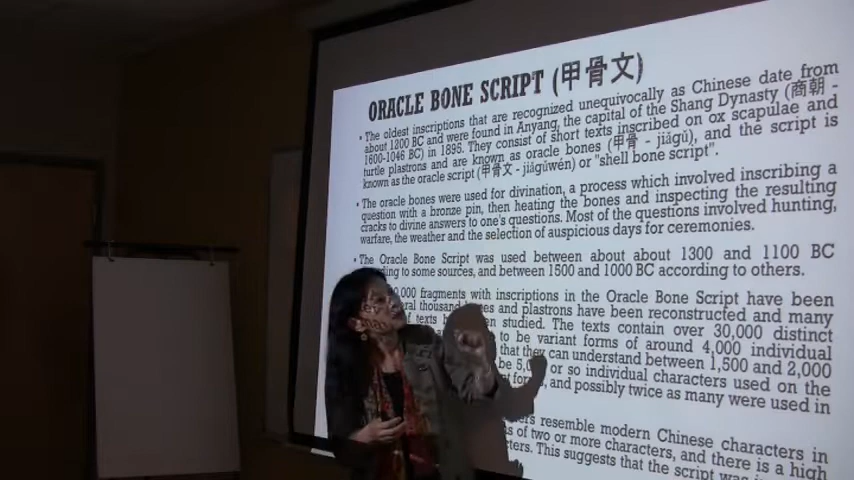 ORACLE BONE SCRIPT (甲骨文)
• The oldest inscriptions that are recognized unequivocally as Chinese date from
about 1200 BC and were found in Anyang, the capital of the Shang Dynasty (商朝 -
1600-1046 BC) in 1895. They consist of short texts inscribed on ox scapulae and
turtle plastrons and are known as oracle bones (甲骨 - jiǎgǔ), and the script is
known as the oracle script (甲骨文 - jiǎgǔwén) or "shell bone script".
• The oracle bones were used for divination, a process which involved inscribing a
question with a bronze pin, then heating the bones and inspecting the resulting
cracks to divine answers to one's questions. Most of the questions involved hunting,
warfare, the weather and the selection of auspicious days for ceremonies.
• The Oracle Bone Script was used between about about 1300 and 1100 BC
to some sources, and between 1500 and 1000 BC according to others.
fragments with inscriptions in the Oracle Bone Script have been
thousand and plastrons have been reconstructed and many
of texts studied. The texts contain over 30,000 distinct
to be variant forms of around 4,000 individual
that they can understand between 1,500 and 2,000
be or so individual characters used on the
and possibly twice as many were used in
resemble modern Chinese characters in
of two or more characters, and there is a high
This suggests that the script was